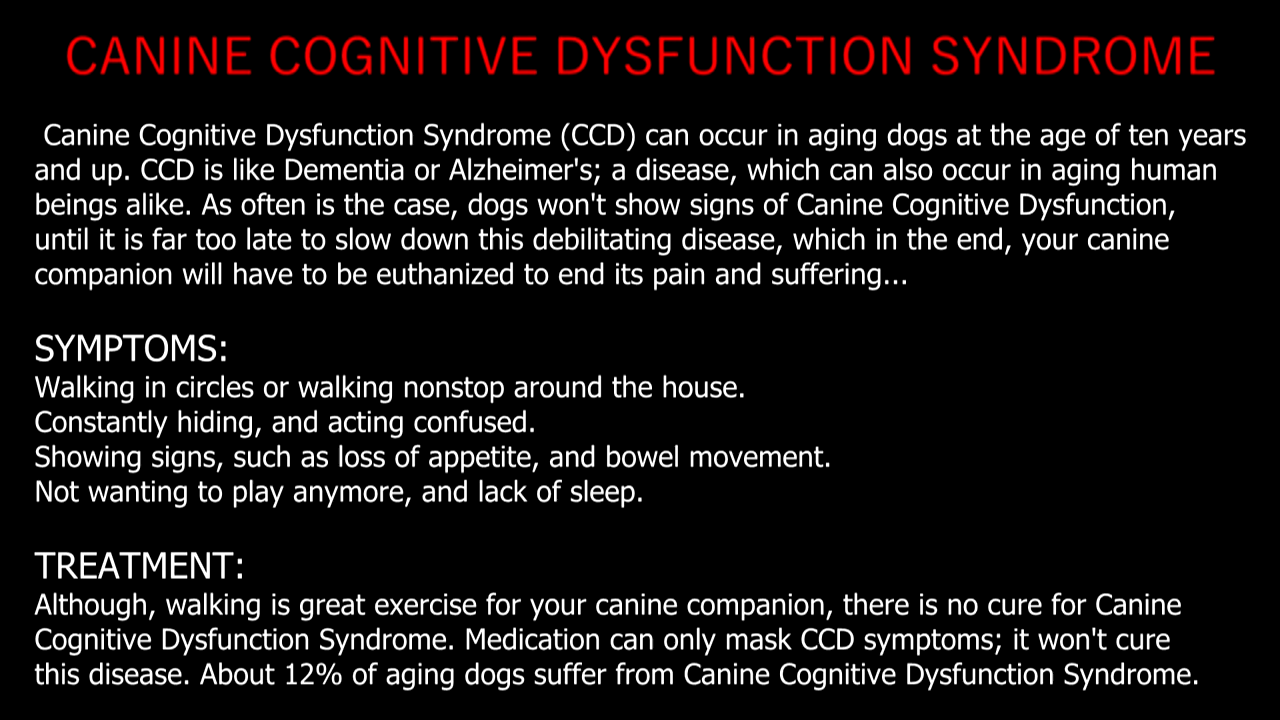 CANINE COGNITIVE DYSFUNCTION SYNDROME
Canine Cognitive Dysfunction Syndrome (CCD) can occur in aging dogs at the age of ten years
and up. CCD is like Dementia or Alzheimer's; a disease, which can also occur in aging human
beings alike. As often is the case, dogs won't show signs of Canine Cognitive Dysfunction,
until it is far too late to slow down this debilitating disease, which in the end, your canine
companion will have to be euthanized to end its pain and suffering...
SYMPTOMS:
Walking in circles or walking nonstop around the house.
Constantly hiding, and acting confused.
Showing signs, such as loss of appetite, and bowel movement.
Not wanting to play anymore, and lack of sleep.
TREATMENT:
Although, walking is great exercise for your canine companion, there is no cure for Canine
Cognitive Dysfunction Syndrome. Medication can only mask CCD symptoms; it won't cure
this disease. About 12% of aging dogs suffer from Canine Cognitive Dysfunction Syndrome.